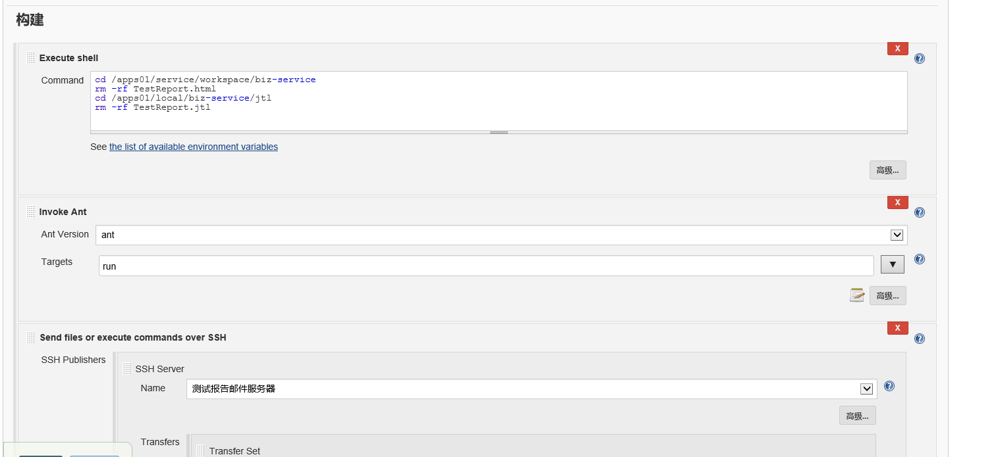 构建
X
Execute shell
Command
cd /apps01/service/workspace/biz-service
rm -rf TestReport.html
cd /apps01/local/biz-service/jtl
rm -rf TestReport.jtl
See the list of available environment variables
高级...
X
Invoke Ant
Ant Version
ant
Targets
run
▼
高级...
X
Send files or execute commands over SSH
SSH Publishers
SSH Server
Name
测试报告邮件服务器
高级...
Transfers
Transfer Set